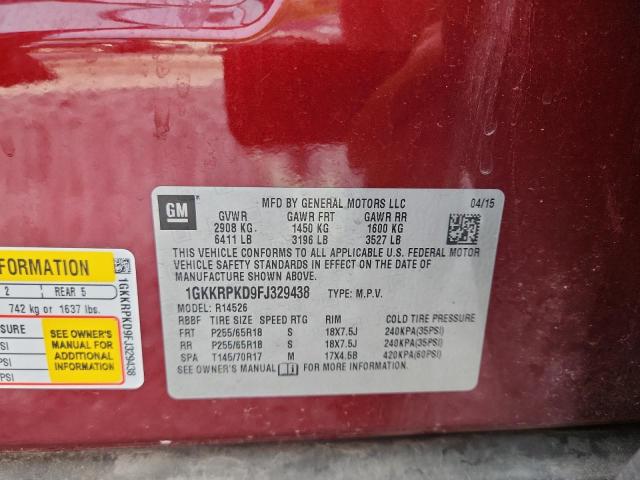 GM
MFD BY GENERAL MOTORS LLC 04/15
GVWR GAWR FRT GAWR RR
2908 KG. 1450 KG 1600 KG
6411 LB 3196 LB 3527 LB
THIS VEHICLE CONFORMS TO ALL APPLICABLE U.S. FEDERAL MOTOR
VEHICLE SAFETY STANDARDS IN EFFECT ON THE DATE OF
MANUFACTURE SHOWN ABOVE.
1GKKRPKD9FJ329438 TYPE: M.P.V.
MODEL: R14526
RBBF TIRE SIZE SPEED RTG RIM COLD TIRE PRESSURE
FRT P255/65R18 S 18X7.5J 240KPA(35PSI)
RR P255/65R18 S 18X7.5J 240KPA(35PSI)
SPA T145/70R17 M 17X4.5B 420KPA(60PSI)
SEE OWNER'S MANUAL FOR MORE INFORMATION.
FORMATION
2 REAR 5
742 kg or 1637 lbs.
SSURE
PSI
PSI
PSI
SEE OWNER'S
MANUAL FOR
ADDITIONAL
INFORMATION
1GKKRPKD9FJ329438